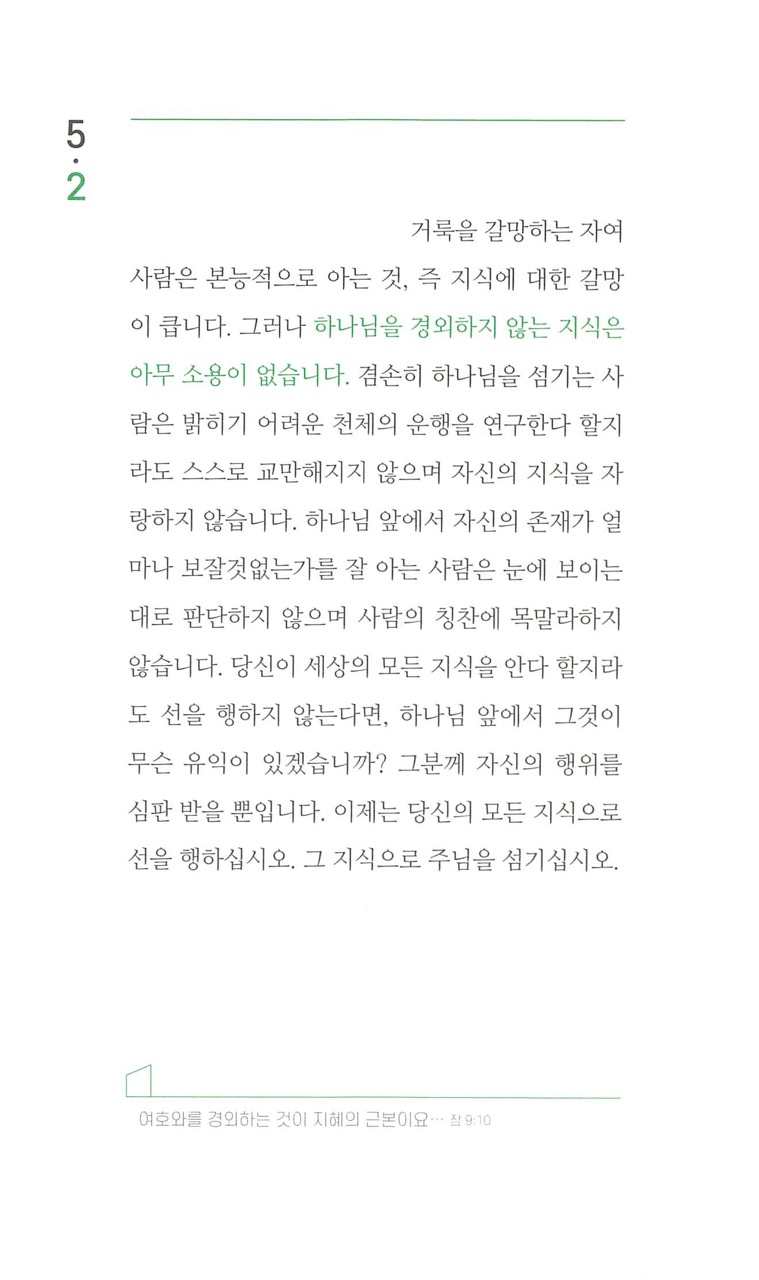 5
·
2
거룩을 갈망하는 자여
사람은 본능적으로 아는 것, 즉 지식에 대한 갈망
이 큽니다. 그러나 하나님을 경외하지 않는 지식은
아무 소용이 없습니다. 겸손히 하나님을 섬기는 사
람은 밝히기 어려운 천체의 운행을 연구한다 할지
라도 스스로 교만해지지 않으며 자신의 지식을 자
랑하지 않습니다. 하나님 앞에서 자신의 존재가 얼
마나 보잘것없는가를 잘 아는 사람은 눈에 보이는
대로 판단하지 않으며 사람의 칭찬에 목말라하지
않습니다. 당신이 세상의 모든 지식을 안다 할지라
도 선을 행하지 않는다면, 하나님 앞에서 그것이
무슨 유익이 있겠습니까? 그분께 자신의 행위를
심판 받을 뿐입니다. 이제는 당신의 모든 지식으로
선을 행하십시오. 그 지식으로 주님을 섬기십시오.
여호와를 경외하는 것이 지혜의 근본이요… 잠 9:10